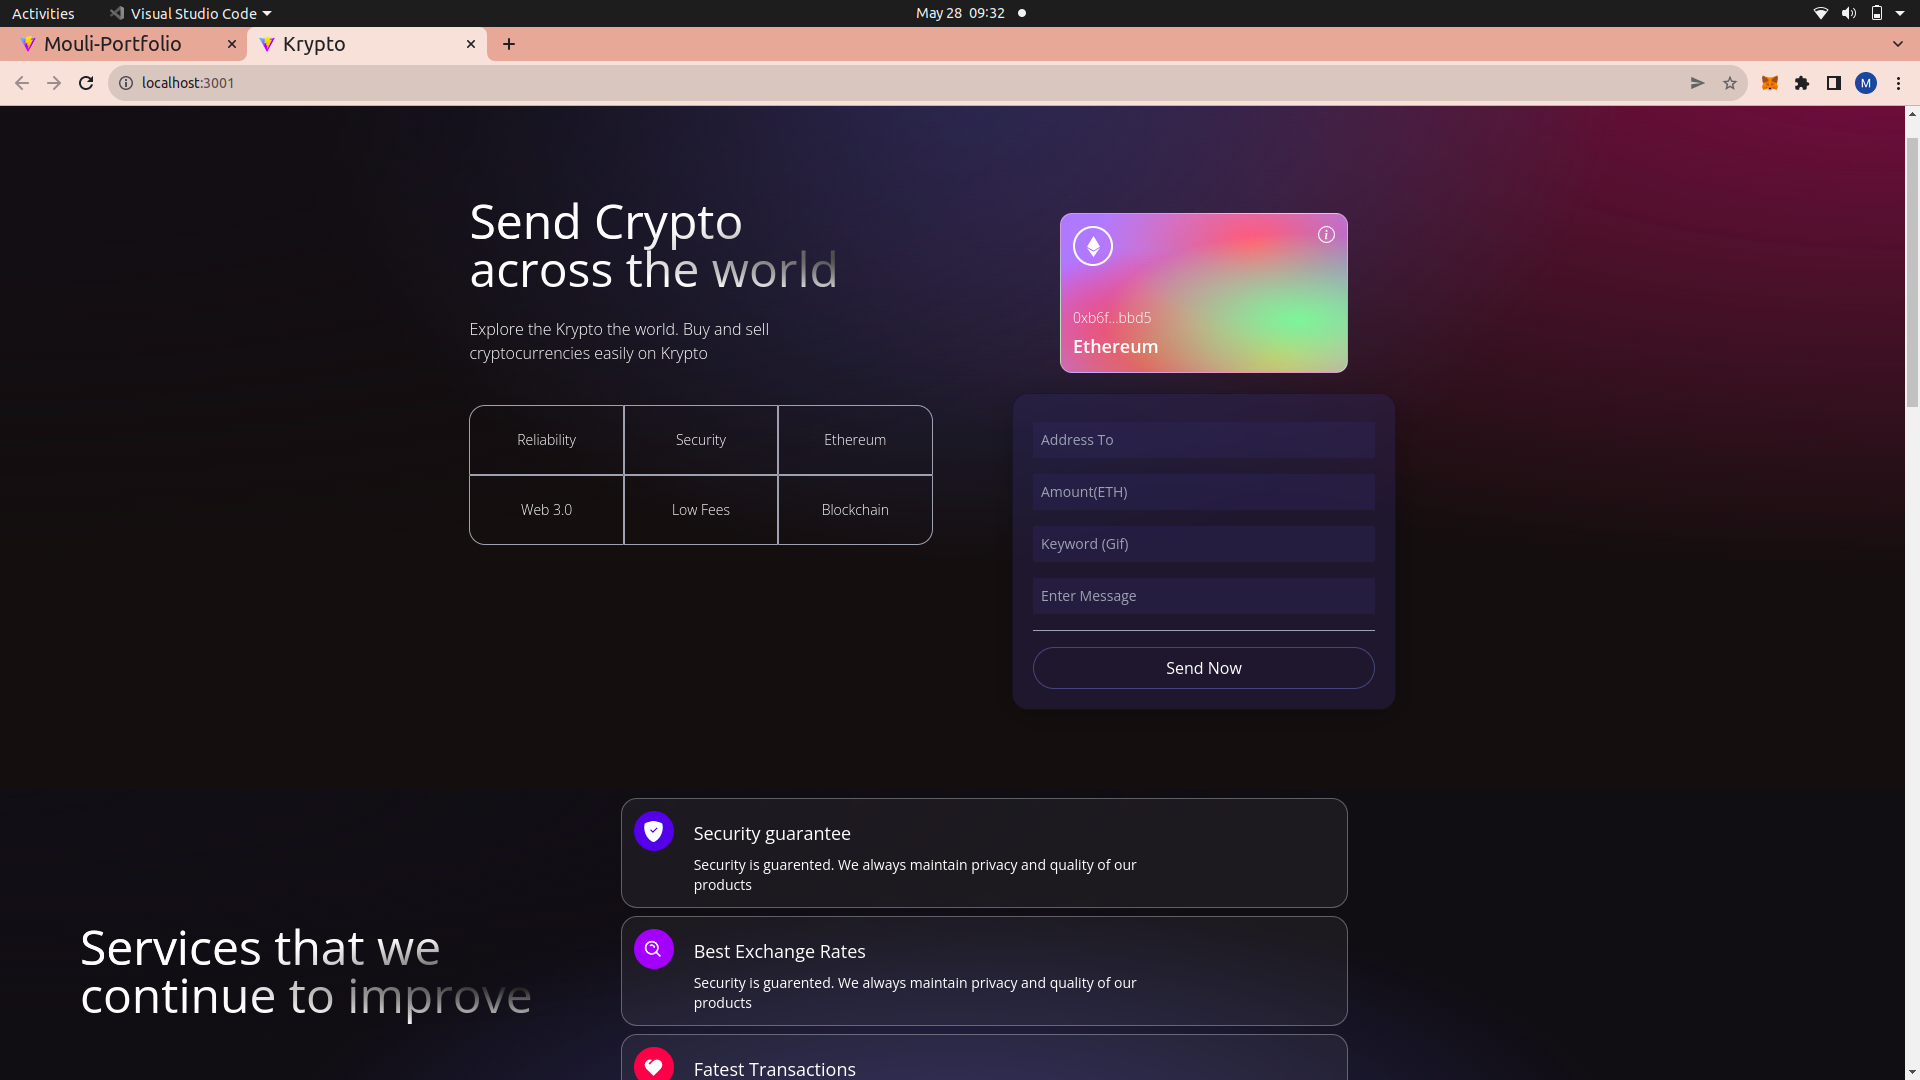 Activities
Visual Studio Code
May 28 09:32
Mouli-Portfolio
Krypto
localhost:3001
M
Send Crypto
across the world
Explore the Krypto the world. Buy and sell
cryptocurrencies easily on Krypto
Reliability
Security
Ethereum
Web 3.0
Low Fees
Blockchain
0xb6f...bbd5
Ethereum
Address To
Amount(ETH)
Keyword (Gif)
Enter Message
Send Now
Services that we
continue to improve
Security guarantee
Security is guarented. We always maintain privacy and quality of our
products
Best Exchange Rates
Security is guarented. We always maintain privacy and quality of our
products
Fatest Transactions